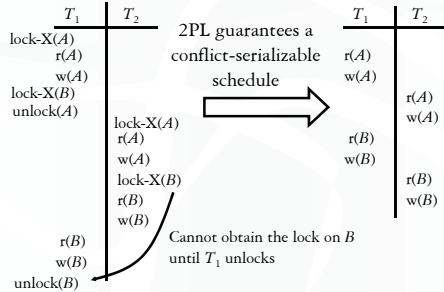 T1 T2
lock-X(A)
r(A)
w(A)
lock-X(B)
unlock(A)
lock-X(A)
r(A)
w(A)
lock-X(B)
r(B)
w(B)
r(B)
w(B)
unlock(B)
2PL guarantees a
conflict-serializable
schedule
Cannot obtain the lock on B
until T1 unlocks
T1 T2
r(A)
w(A)
r(A)
w(A)
r(B)
w(B)
r(B)
w(B)